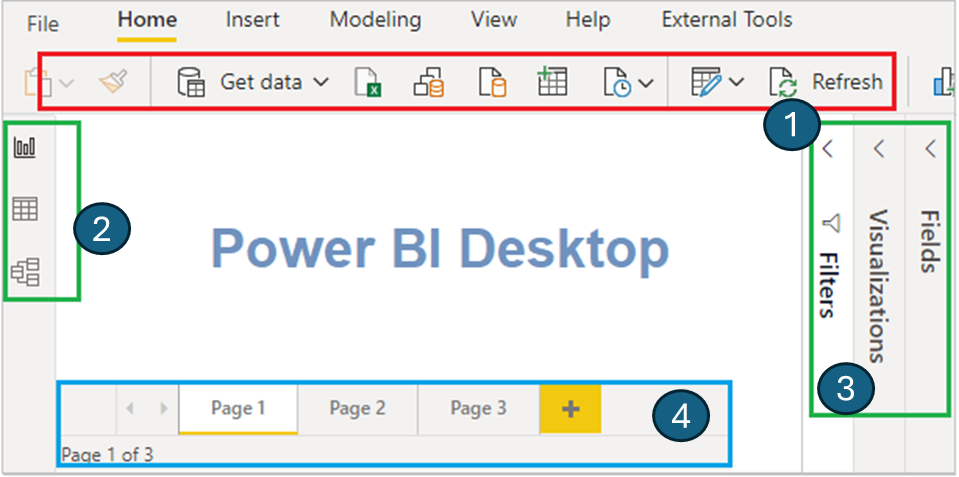 File Home Insert Modeling View Help External Tools
Get data Refresh
1
2
Power BI Desktop
Filters
Visualizations
Fields
3
Page 1 Page 2 Page 3 +
4
Page 1 of 3